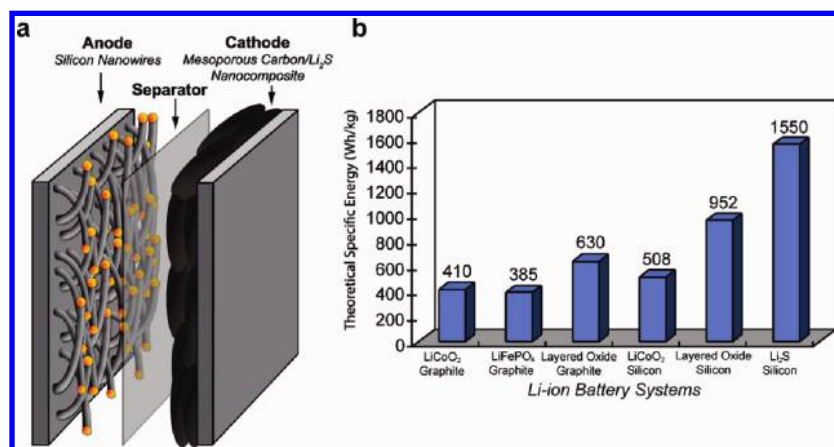 a
Anode
Silicon Nanowires
Separator
Cathode
Mesoporous Carbon/Li₂S
Nanocomposite
b
Theoretical Specific Energy (Wh/kg)
1800
1600
1400
1200
1000
800
600
400
200
0
410
385
630
508
952
1550
LiCoO₂
Graphite
LiFePO₄
Graphite
Layered Oxide
Graphite
LiCoO₂
Silicon
Layered Oxide
Silicon
Li₂S
Silicon
Li-ion Battery Systems